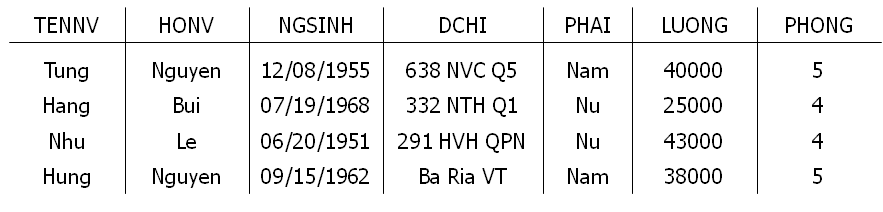 TENNV HONV NGSINH DCHI PHAI LUONG PHONG
Tung Nguyen 12/08/1955 638 NVC Q5 Nam 40000 5
Hang Bui 07/19/1968 332 NTH Q1 Nu 25000 4
Nhu Le 06/20/1951 291 HVH QPN Nu 43000 4
Hung Nguyen 09/15/1962 Ba Ria VT Nam 38000 5